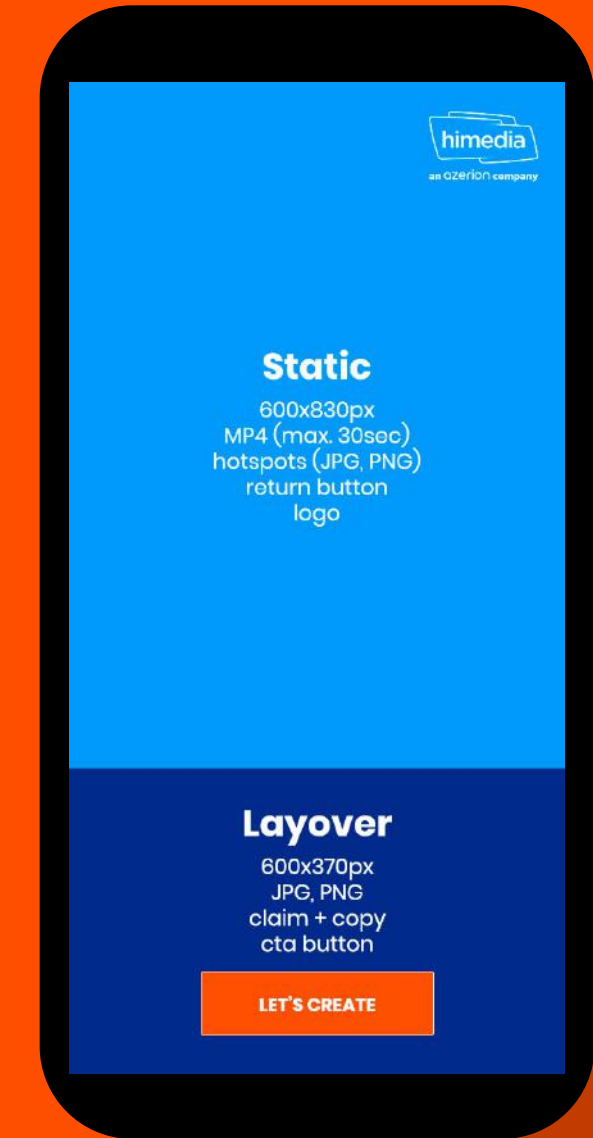 himedia
an azerion company
Static
600x830px
MP4 (max. 30sec)
hotspots (JPG, PNG)
return button
logo
Layover
600x370px
JPG, PNG
claim + copy
cta button
LET'S CREATE